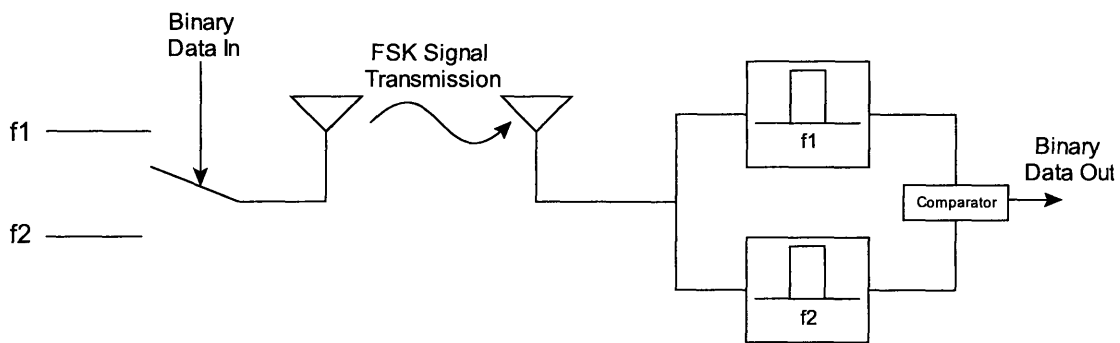 Binary
Data In
FSK Signal
Transmission
f1
f2
f1
f2
Comparator
Binary
Data Out